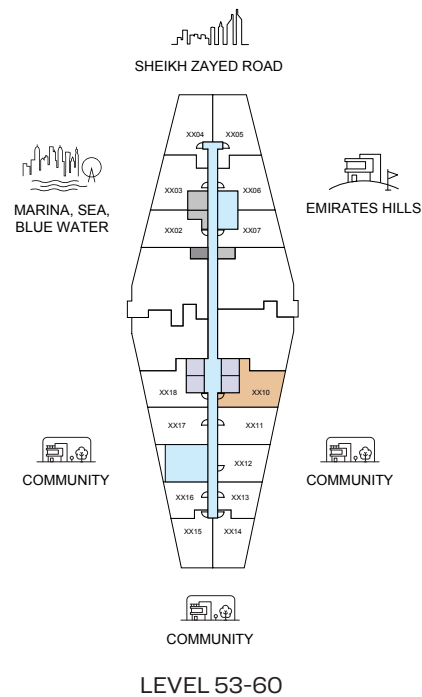 SHEIKH ZAYED ROAD
XX04 XX05
MARINA, SEA,
BLUE WATER
XX03 XX06
EMIRATES HILLS
XX02 XX07
XX18 XX10
XX17 XX11
COMMUNITY
XX12
COMMUNITY
XX16 XX13
XX15 XX14
COMMUNITY
LEVEL 53-60